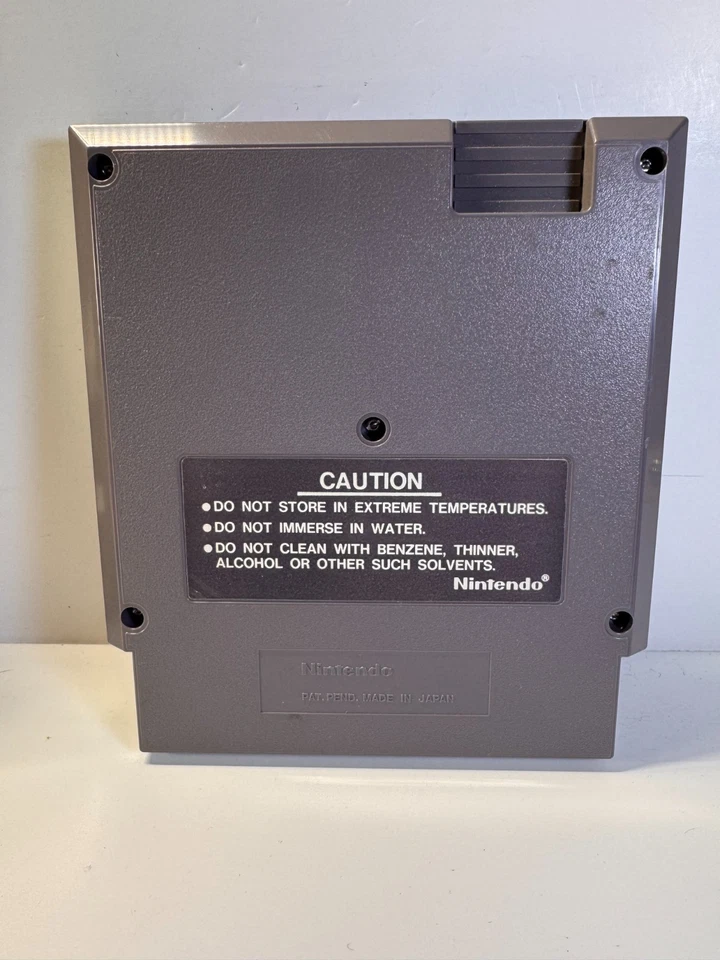 CAUTION
●DO NOT STORE IN EXTREME TEMPERATURES.
●DO NOT IMMERSE IN WATER.
●DO NOT CLEAN WITH BENZENE, THINNER,
ALCOHOL OR OTHER SUCH SOLVENTS.
Nintendo®
Nintendo
PAT. PEND. MADE IN JAPAN